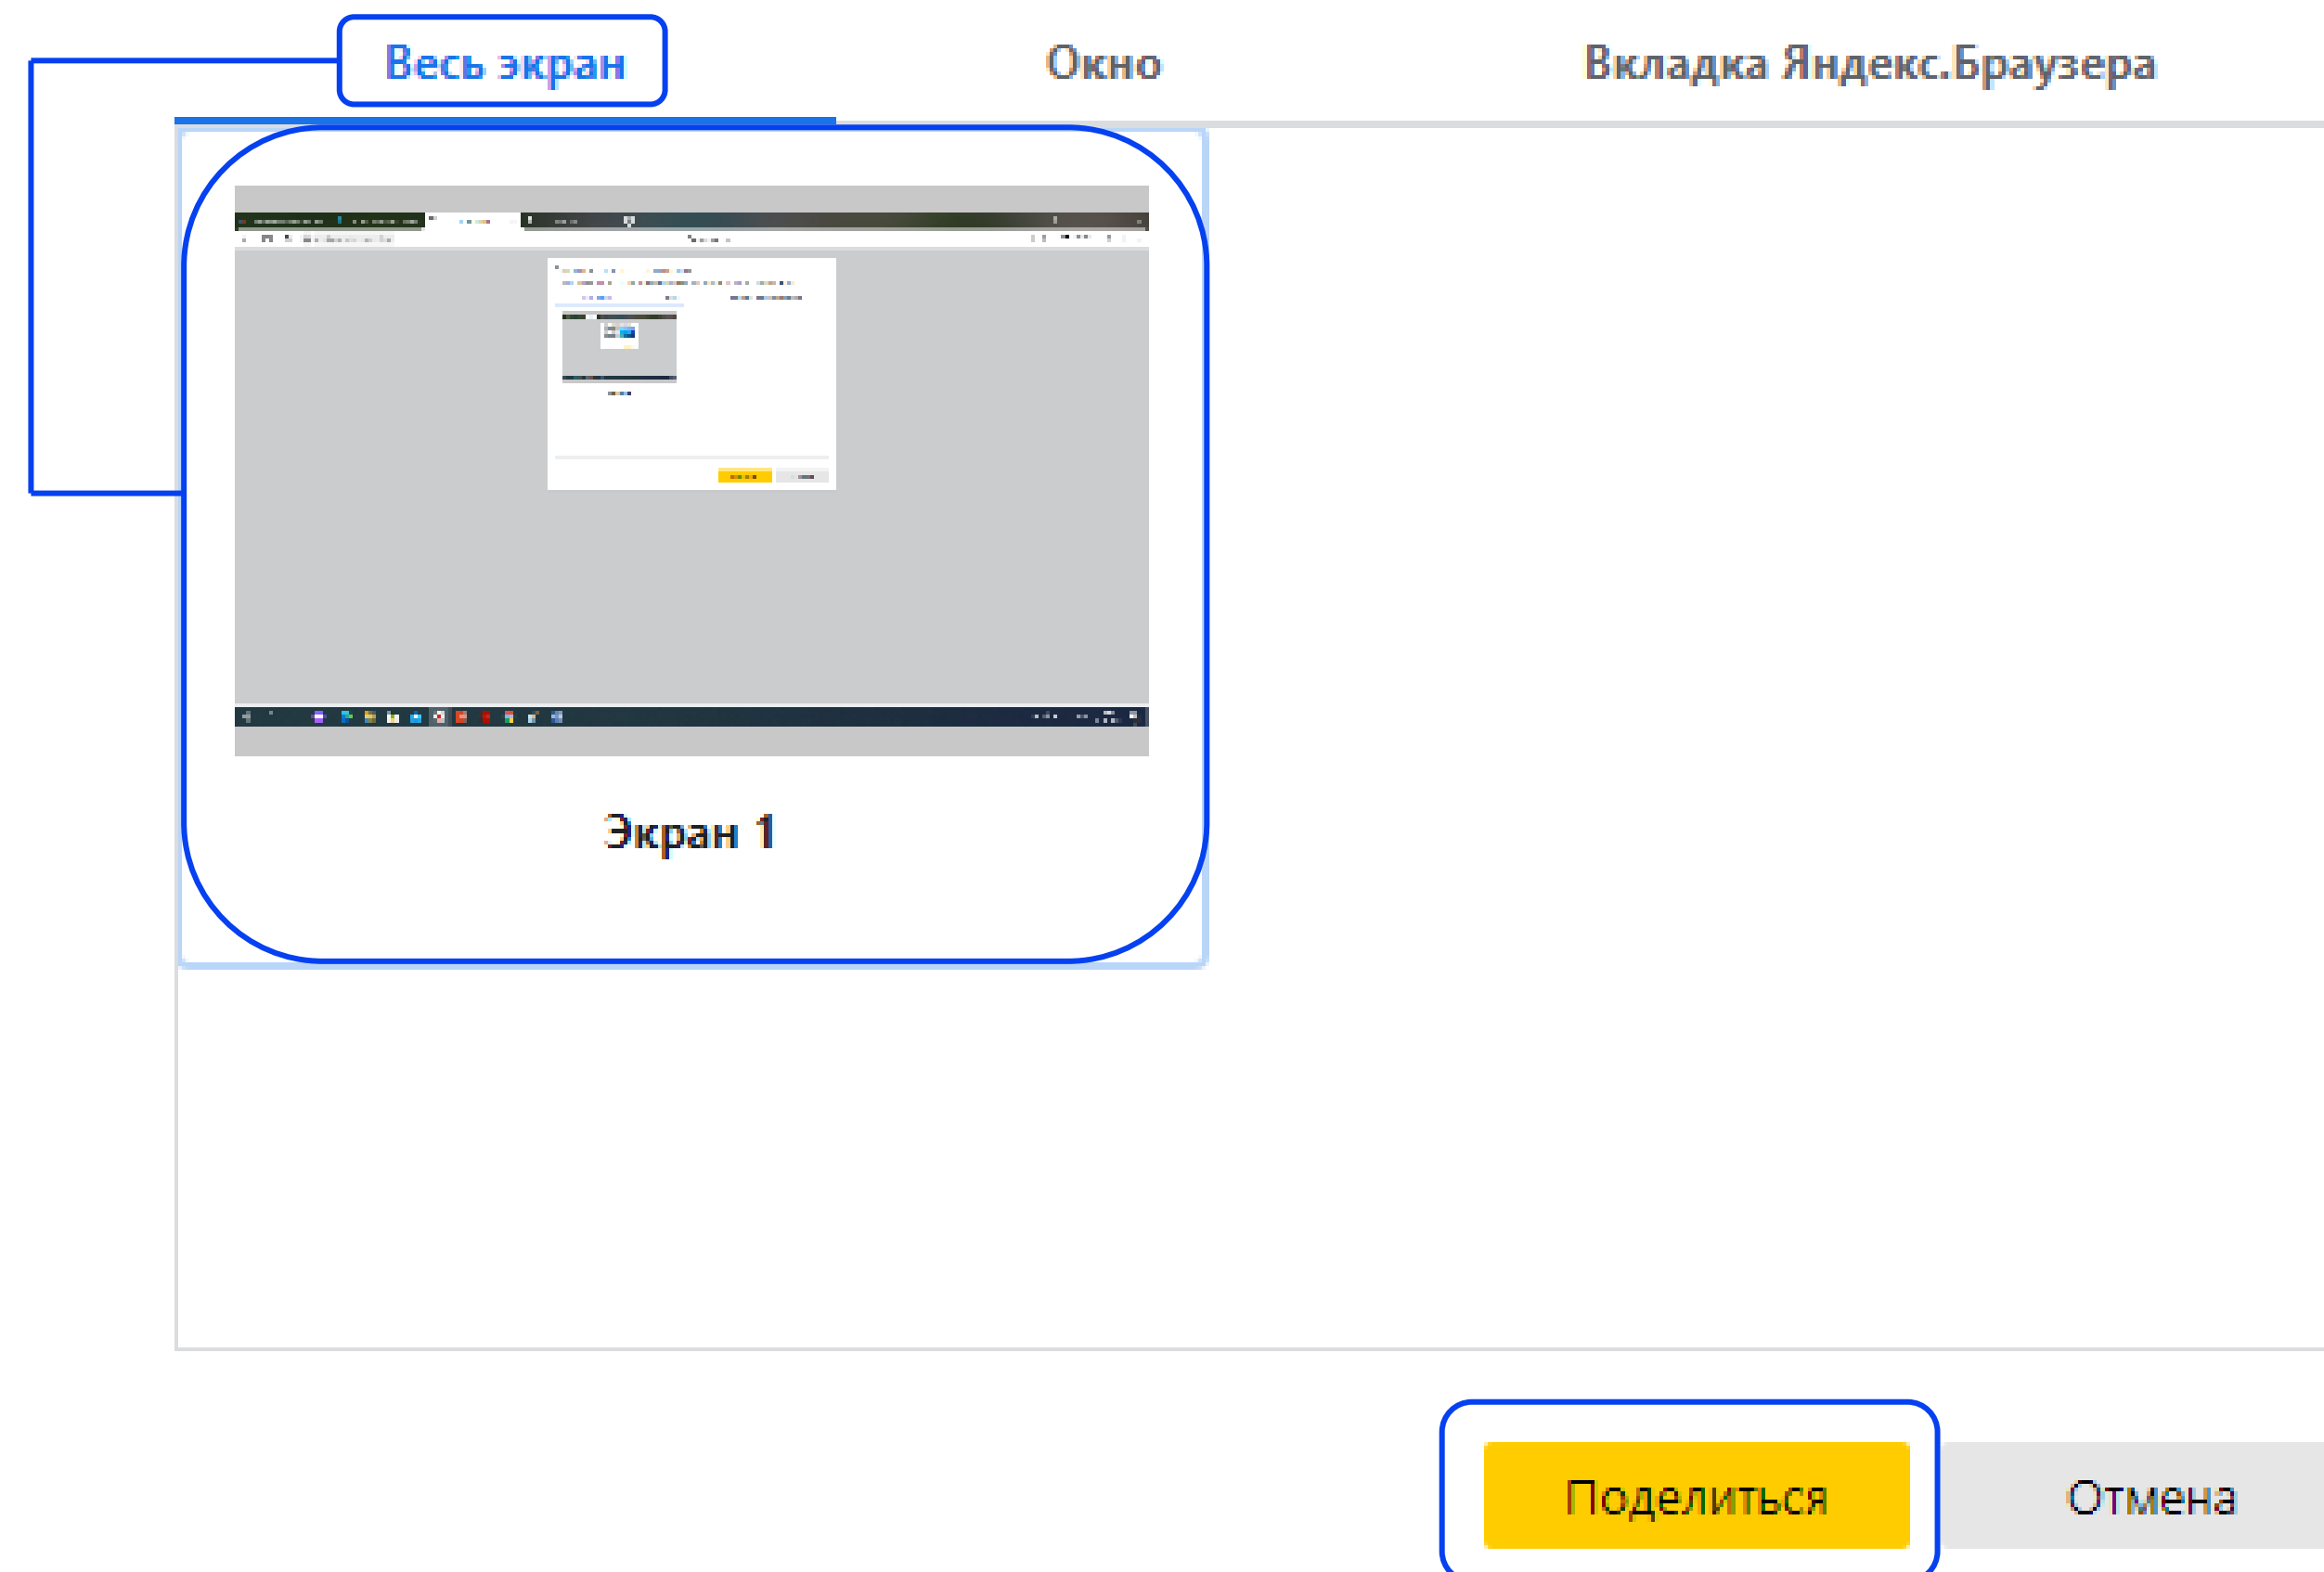 Весь экран
Окно
Вкладка Яндекс.Браузера
Экран 1
Поделиться
Отмена